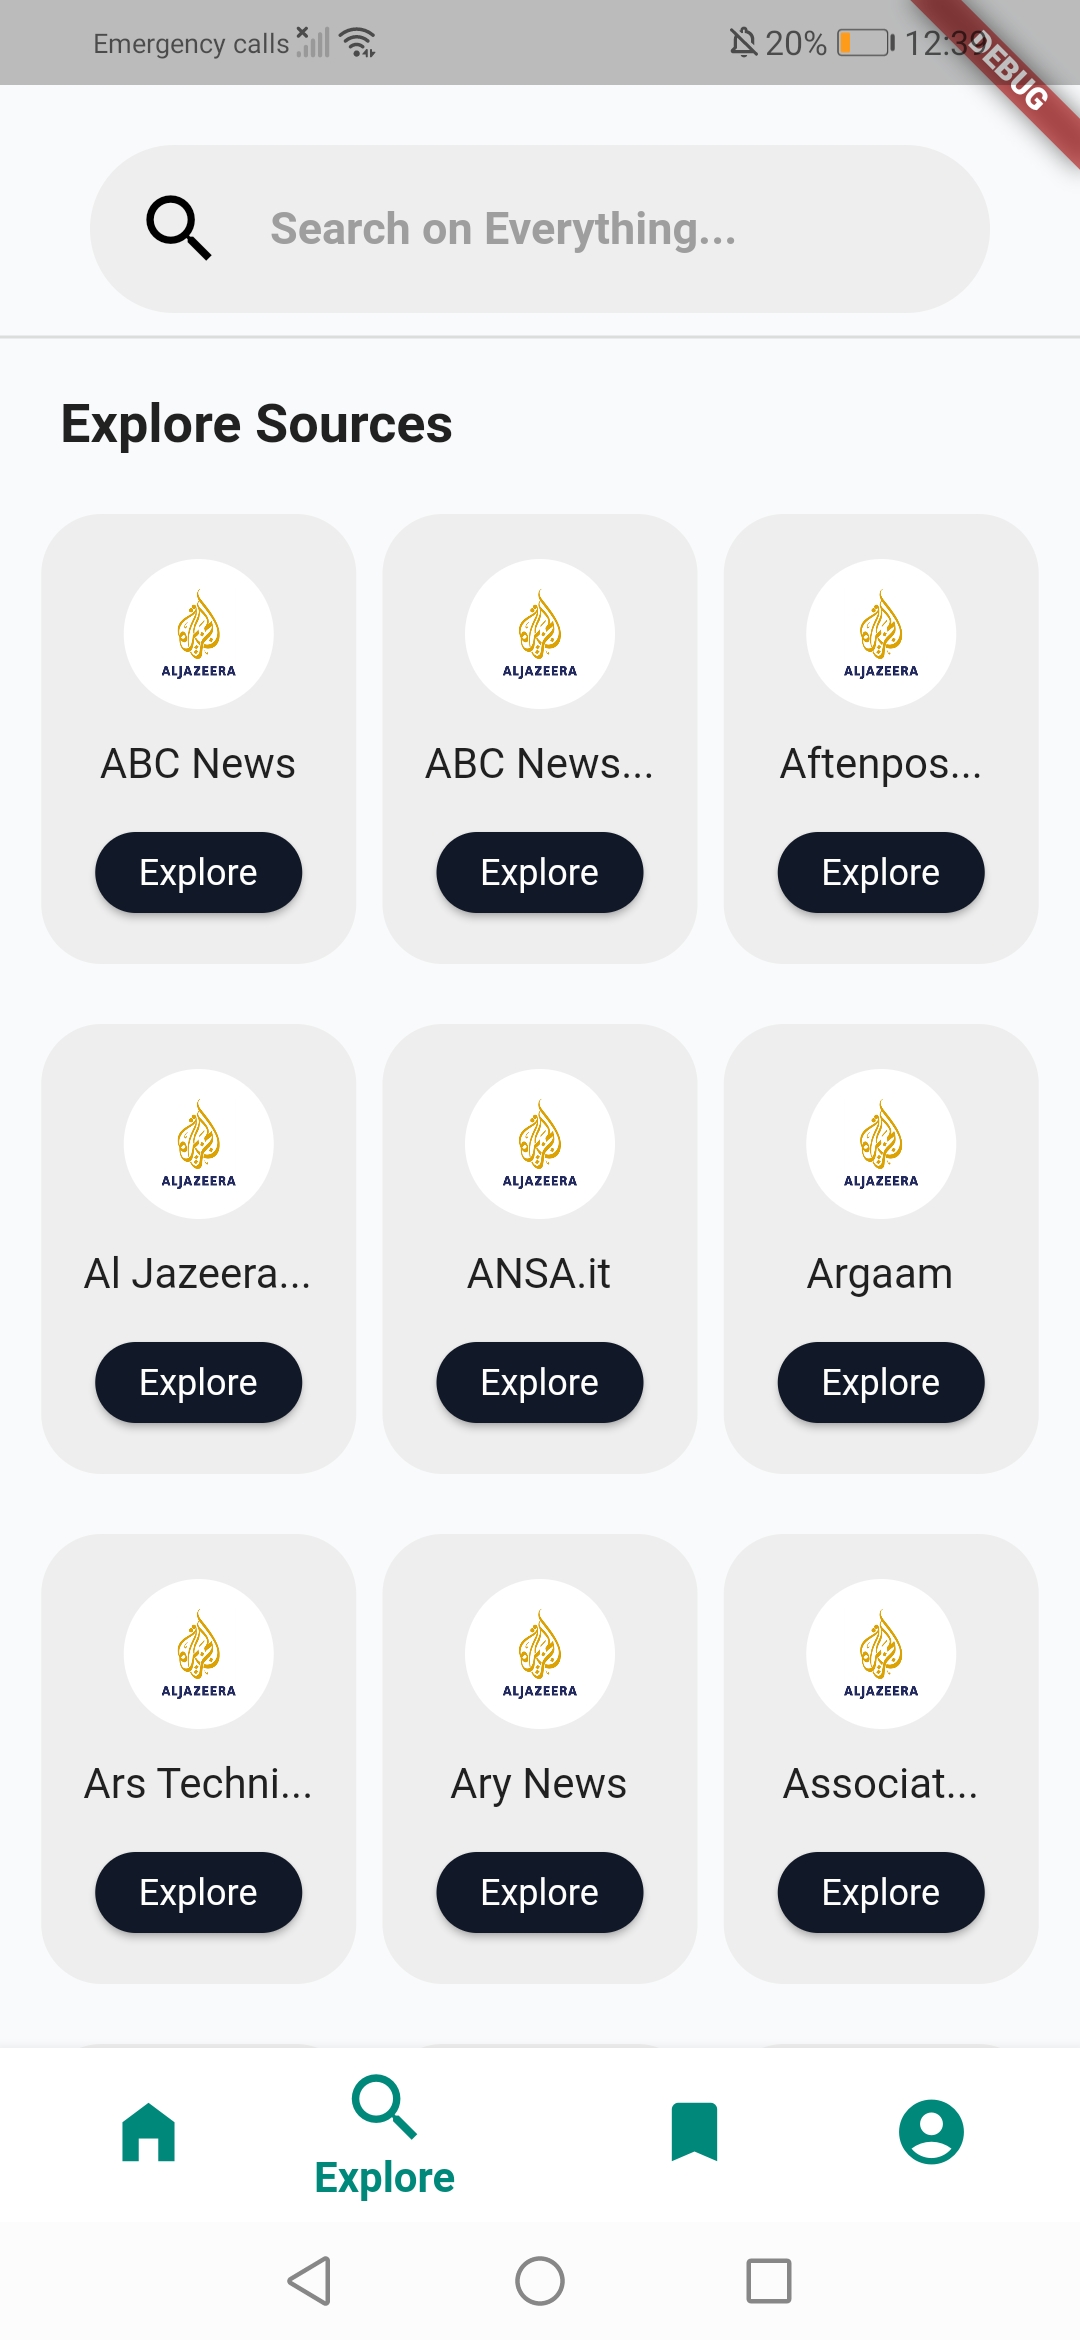 Emergency calls 20% 12:39
DEBUG
Search on Everything...
Explore Sources
ALJAZEERA ALJAZEERA ALJAZEERA
ABC News ABC News... Aftenpos...
Explore Explore Explore
ALJAZEERA ALJAZEERA ALJAZEERA
Al Jazeera... ANSA.it Argaam
Explore Explore Explore
ALJAZEERA ALJAZEERA ALJAZEERA
Ars Techni... Ary News Associat...
Explore Explore Explore
Explore